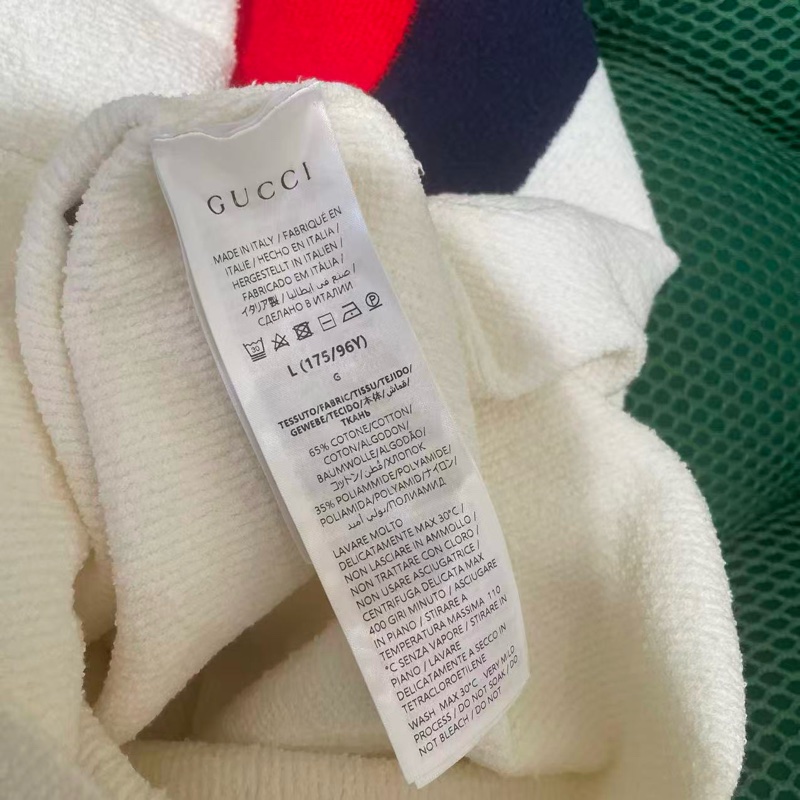 GUCCI
MADE IN ITALY / FABRIQUÉ EN
ITALIE / HECHO EN ITALIA /
HERGESTELLT IN ITALIEN /
FABRICADO EM ITÁLIA /
イタリア製 / صنع في ايطاليا /
СДЕЛАНО В ИТАЛИИ
30
P
L (175/96Y)
G
TESSUTO/FABRIC/TISSU/TEJIDO/
GEWEBE/TECIDO/本体/قماش/
ТКАНЬ
65% COTONE/COTTON/
COTON/ALGODON/
BAUMWOLLE/ALGODÃO/
コットン/قطن/ХЛОПОК
35% POLIAMMIDE/POLYAMIDE/
POLIAMIDA/POLYAMID/ナイロン/
بولي أميد/ПОЛИАМИД
LAVARE MOLTO
DELICATAMENTE MAX 30°C /
NON LASCIARE IN AMMOLLO /
NON TRATTARE CON CLORO /
NON USARE ASCIUGATRICE /
CENTRIFUGA DELICATA MAX
400 GIRI MINUTO / ASCIUGARE
IN PIANO / STIRARE A
TEMPERATURA MASSIMA 110
°C SENZA VAPORE / STIRARE IN
PIANO / LAVARE
DELICATAMENTE A SECCO IN
TETRACLOROETILENE
WASH MAX 30°C VERY MILD
PROCESS / DO NOT SOAK / DO
NOT BLEACH / DO NOT